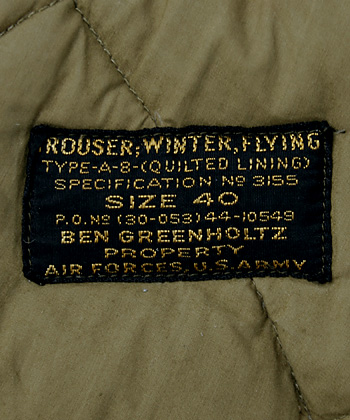 ROUSER, WINTER, FLYING
TYPE-A-8-(QUILTED LINING)
SPECIFICATION No 3155
SIZE 40
P.O. No (30-053) 44-10549
BEN GREENHOLTZ
PROPERTY
AIR FORCES, U.S. ARMY